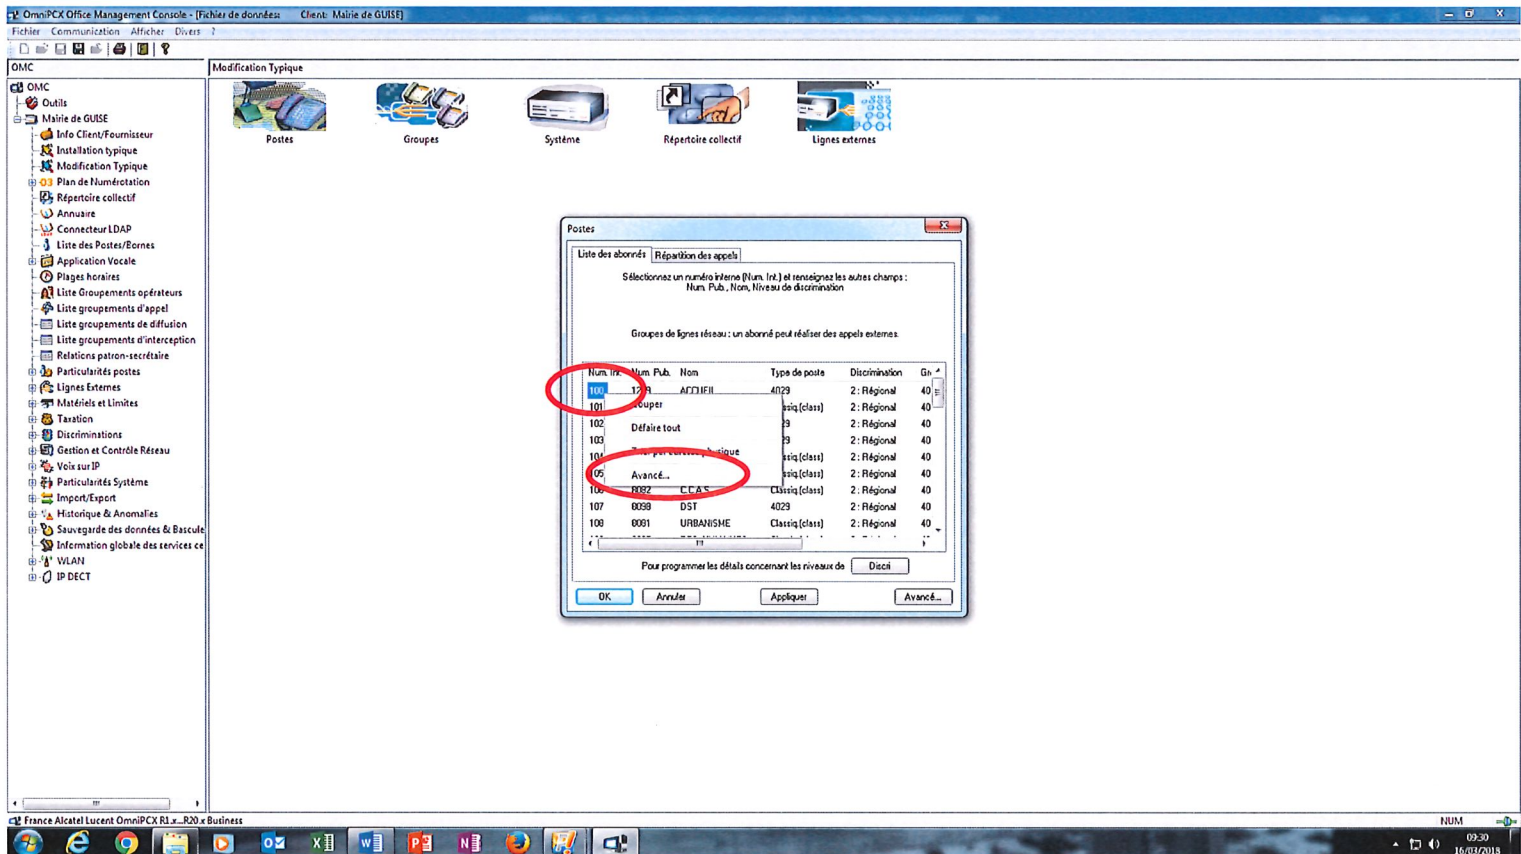 OmniPCX Office Management Console - [Fichier de données: Client: Mairie de GUISE]
Fichier Communication Afficher Divers ?
OMC
Modification Typique
OMC
Outils
Mairie de GUISE
Info Client/Fournisseur
Installation typique
Modification Typique
Plan de Numérotation
Répertoire collectif
Annuaire
Connecteur LDAP
Liste des Postes/Bornes
Application Vocale
Plages horaires
Liste Groupements opérateurs
Liste groupements d'appel
Liste groupements de diffusion
Liste groupements d'interception
Relations patron-secrétaire
Particularités postes
Lignes Externes
Matériels et Limites
Taxation
Discriminations
Gestion et Contrôle Réseau
Voix sur IP
Particularités Système
Import/Export
Historique & Anomalies
Sauvegarde des données & Bascule
Information globale des services ce
WLAN
IP DECT
Postes Groupes Système Répertoire collectif Lignes externes
Postes
Liste des abonnés Répartition des appels
Sélectionnez un numéro interne (Num. Int.) et renseignez les autres champs :
Num. Pub., Nom, Niveau de discrimination
Groupes de lignes réseau : un abonné peut réaliser des appels externes.
Num. Int. Num. Pub. Nom Type de poste Discrimination Gr
100 ACCUEIL 4029 2 : Régional 40
101 ssiq.(class) 2 : Régional 40
102 2 : Régional 40
103 2 : Régional 40
ssiq.(class) 2 : Régional 40
105 ssiq.(class) 2 : Régional 40
106 8082 C C A S Classiq.(class) 2 : Régional 40
107 8098 DST 4029 2 : Régional 40
108 8081 URBANISME Classiq.(class) 2 : Régional 40
Couper
Défaire tout
Avancé...
Pour programmer les détails concernant les niveaux de Discri
OK Annuler Appliquer Avancé...
France Alcatel Lucent OmniPCX R1.x...R20.x Business
NUM
09:30
16/03/2018